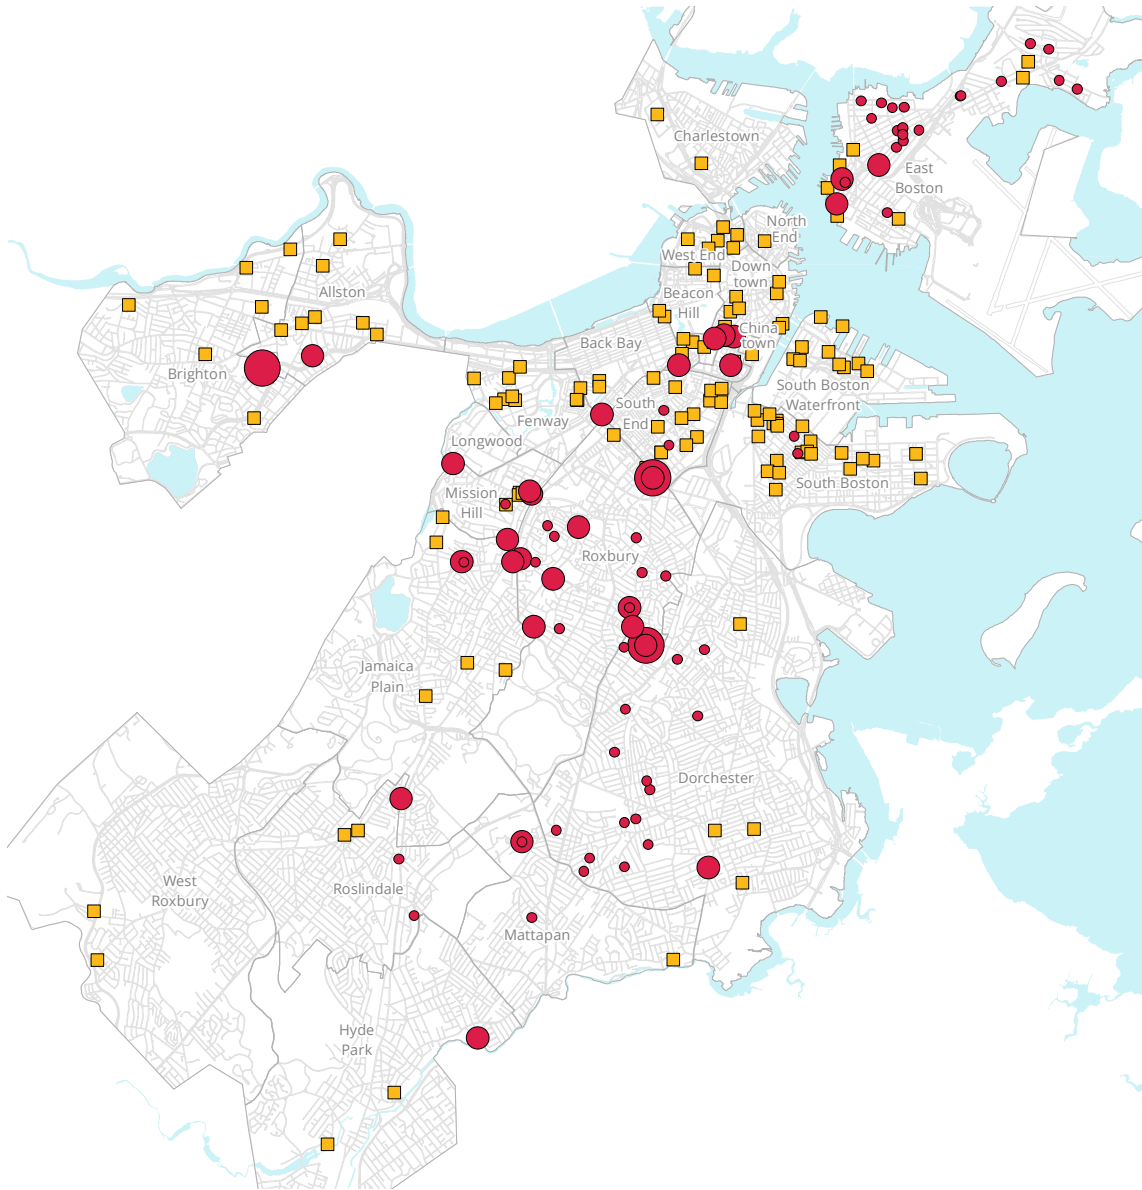 Charlestown
East
Boston
North
End
West End
Down
town
Allston
Beacon
Hill
China
town
Back Bay
Brighton
South Boston
Waterfront
South
End
Fenway
Longwood
South Boston
Mission
Hill
Roxbury
Jamaica
Plain
Dorchester
West
Roxbury
Roslindale
Mattapan
Hyde
Park